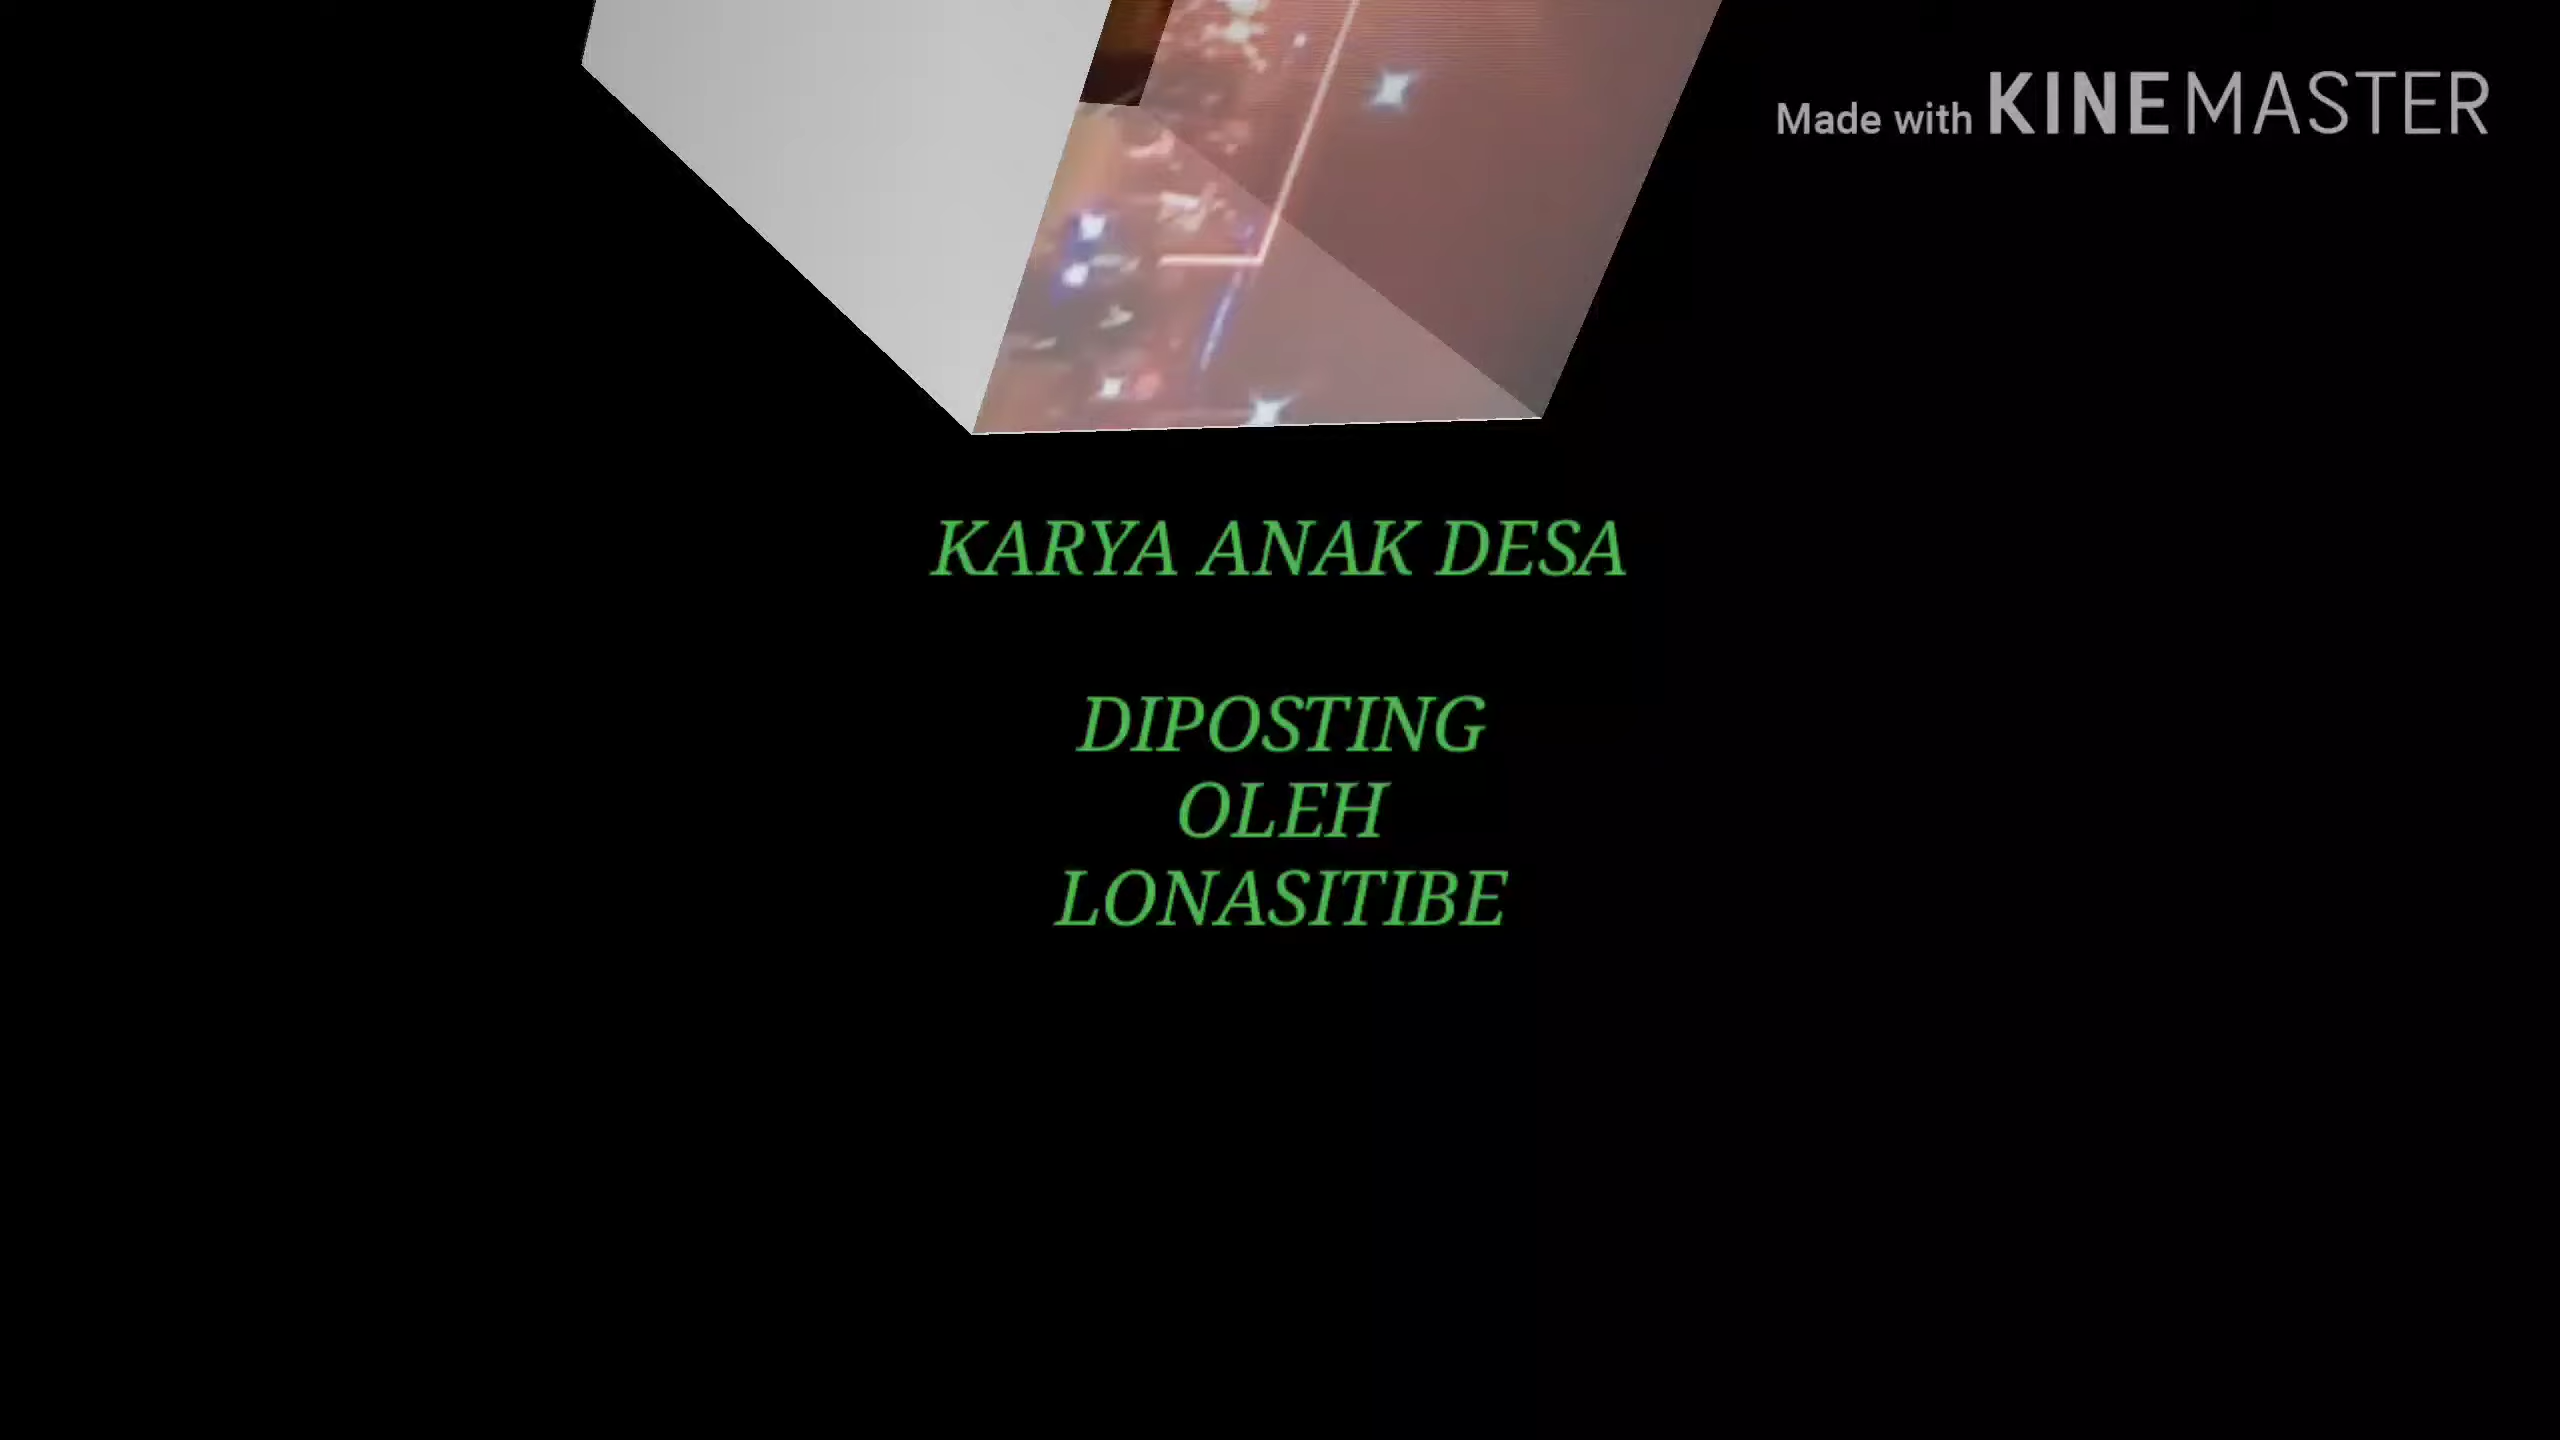 Made with KINEMASTER
KARYA ANAK DESA
DIPOSTING
OLEH
LONASITIBE